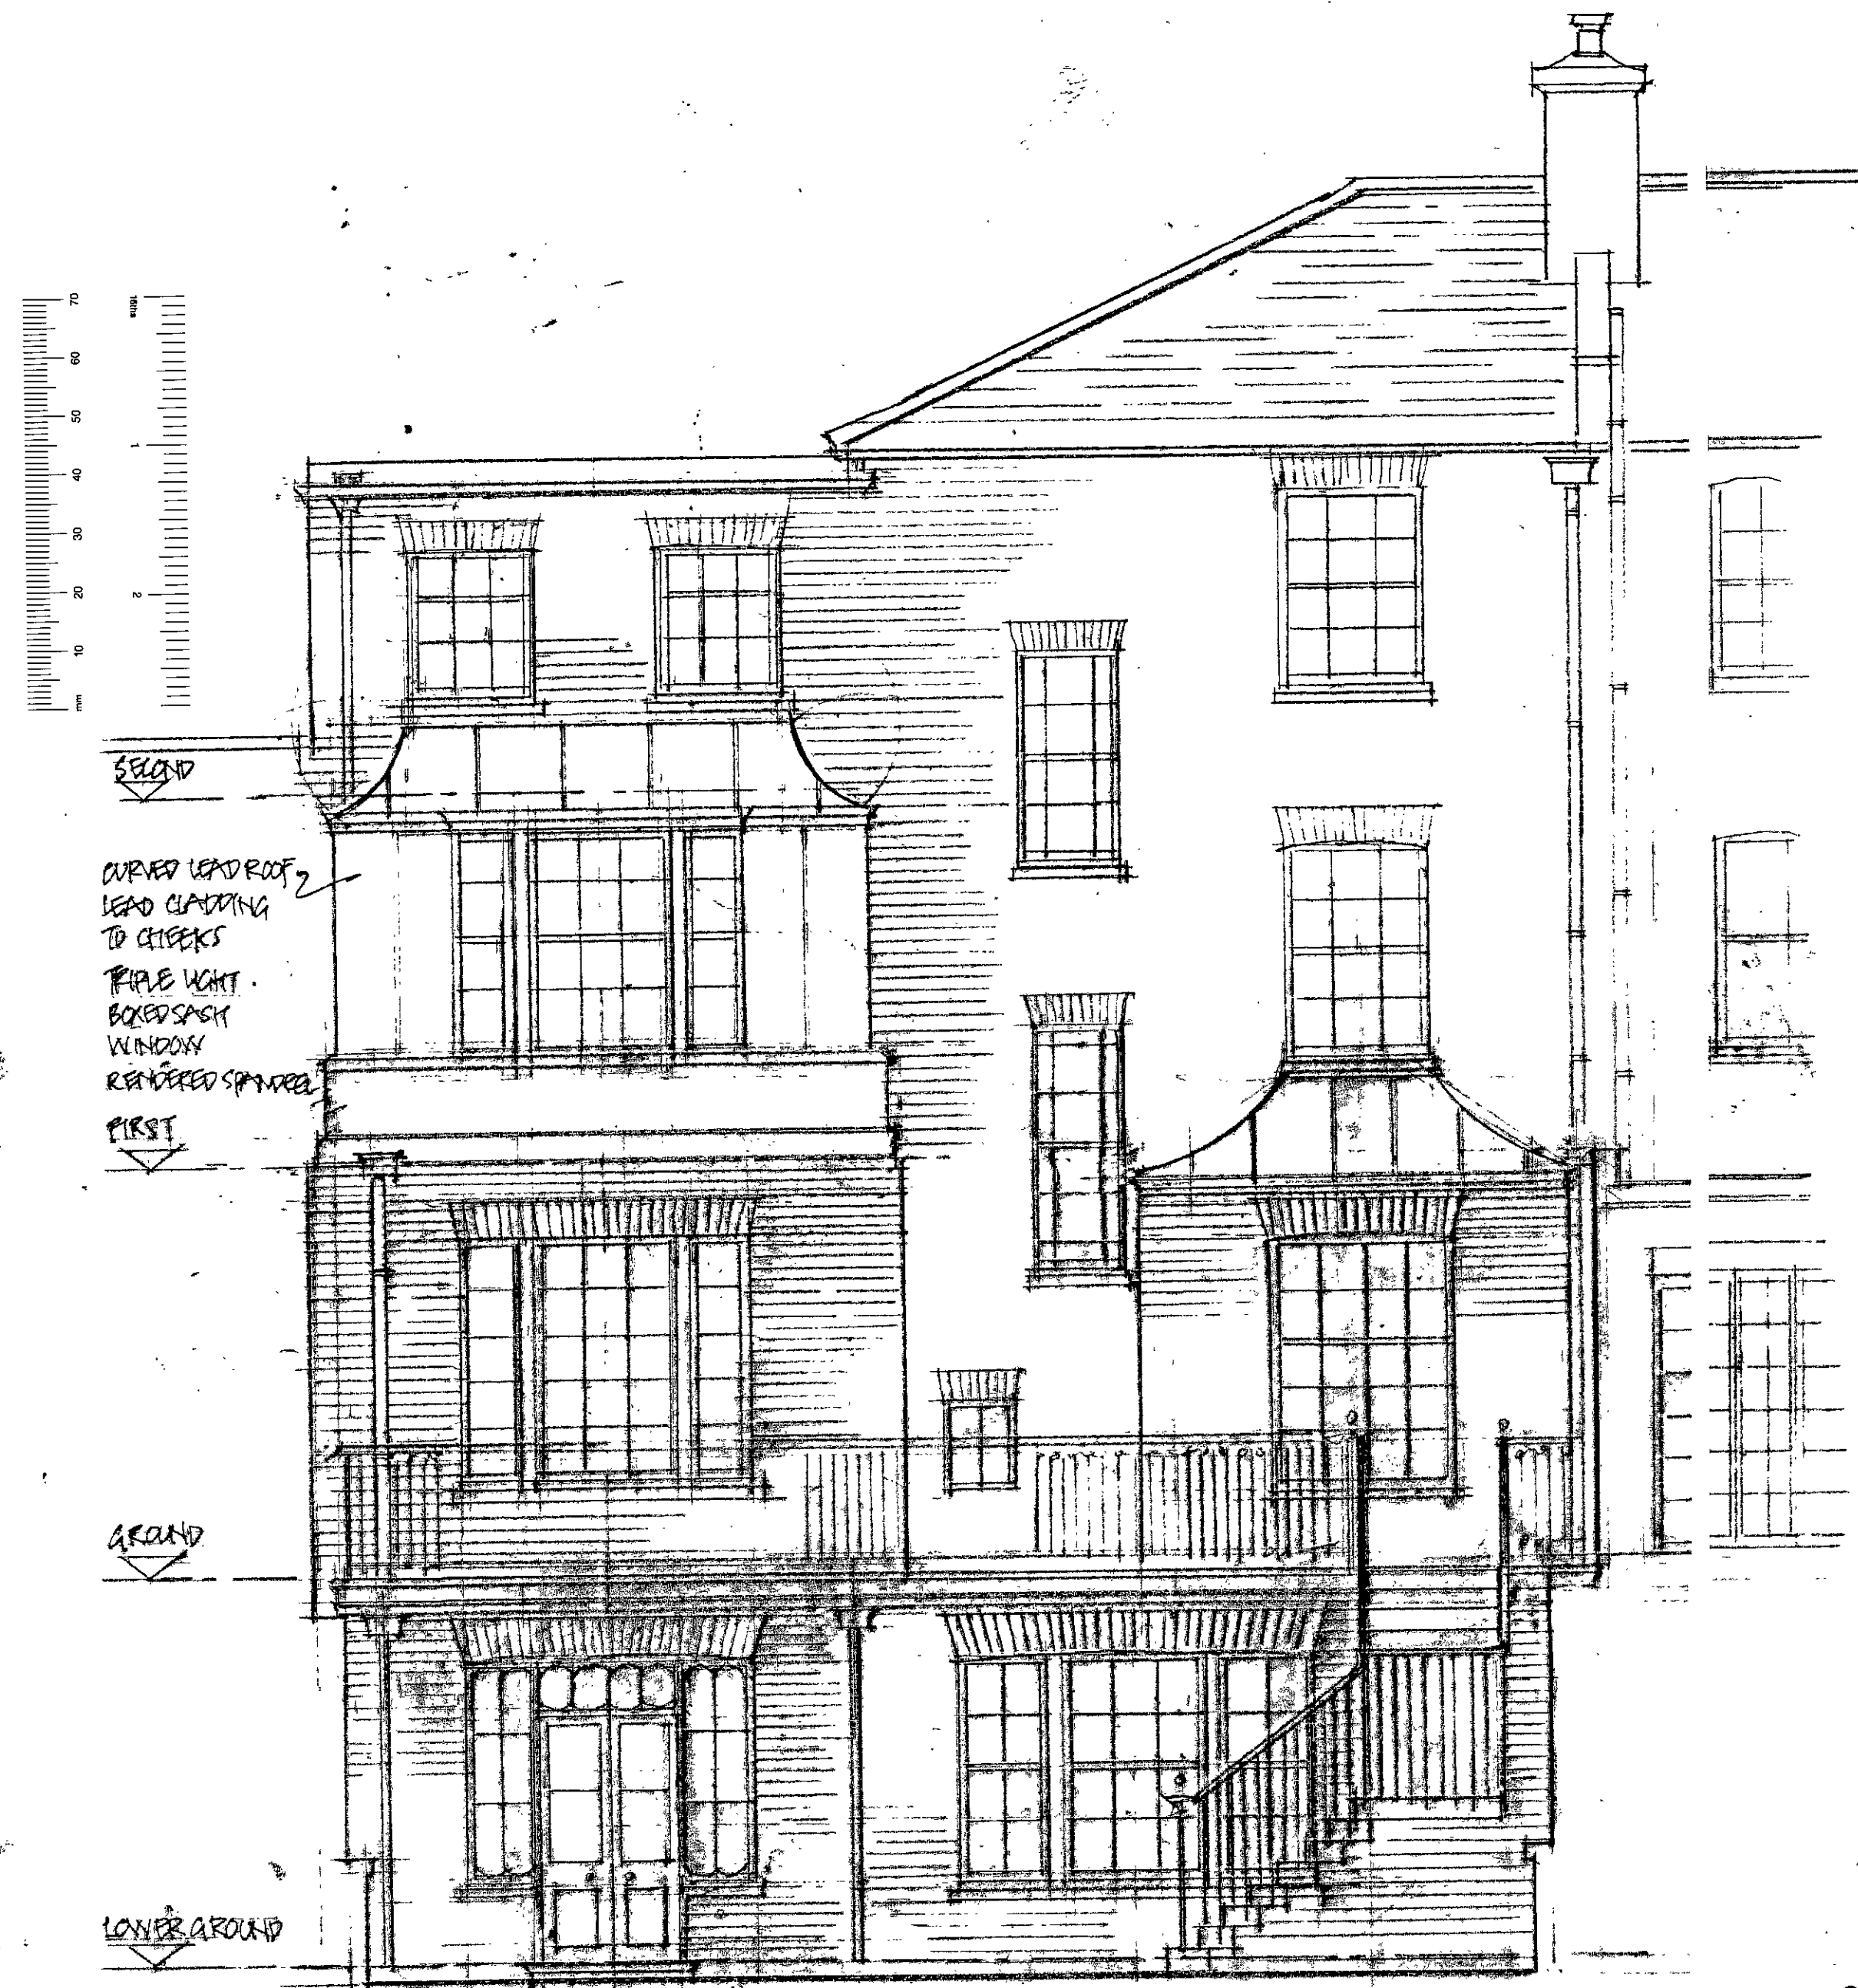 70
60
50
40
30
20
10
mm
16ths
1
2
SECOND
CURVED LEAD ROOF
LEAD CLADDING
TO CHEEKS
TRIPLE LIGHT.
BOXED SASH
WINDOW
RENDERED SPANDREL
FIRST
GROUND
LOWER GROUND